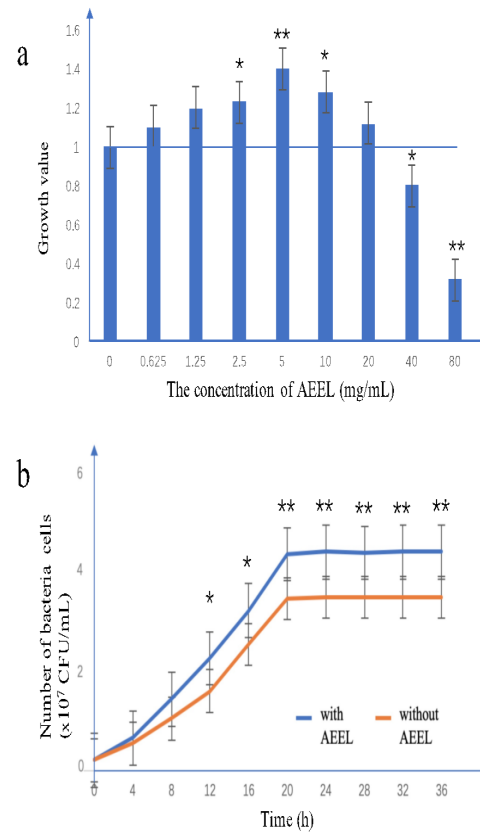 a
Growth value
1.6
1.4
1.2
1
0.8
0.6
0.4
0.2
0
* ** * * **
0 0.625 1.25 2.5 5 10 20 40 80
The concentration of AEEL (mg/mL)
b
Number of bacteria cells
(x10⁷ CFU/mL)
6
4
2
0
* * ** ** ** ** **
with
AEEL
without
AEEL
0 4 8 12 16 20 24 28 32 36
Time (h)